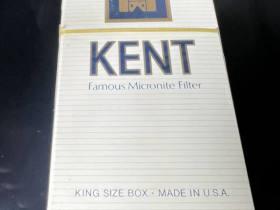 KENT
Famous Micronite Filter
KING SIZE BOX · MADE IN U.S.A.